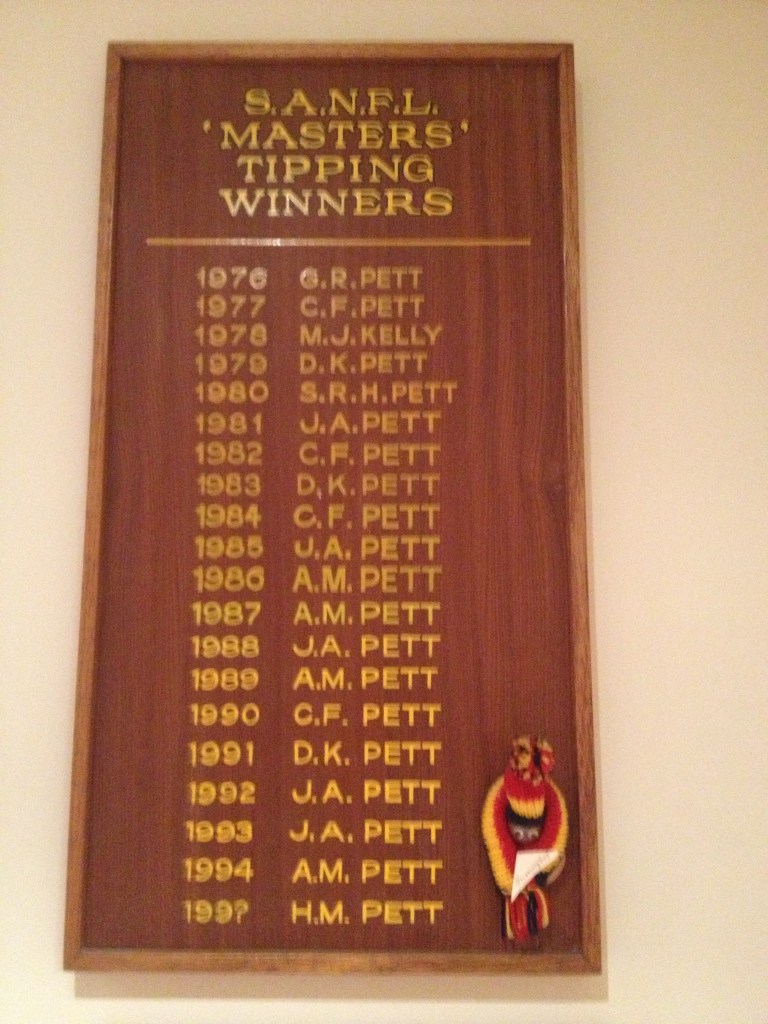 S.A.N.F.L.
'MASTERS'
TIPPING
WINNERS
1976 G.R. PETT
1977 C.F. PETT
1978 M.J. KELLY
1979 D.K. PETT
1980 S.R.H. PETT
1981 J.A. PETT
1982 C.F. PETT
1983 D.K. PETT
1984 C.F. PETT
1985 J.A. PETT
1986 A.M. PETT
1987 A.M. PETT
1988 J.A. PETT
1989 A.M. PETT
1990 C.F. PETT
1991 D.K. PETT
1992 J.A. PETT
1993 J.A. PETT
1994 A.M. PETT
199? H.M. PETT